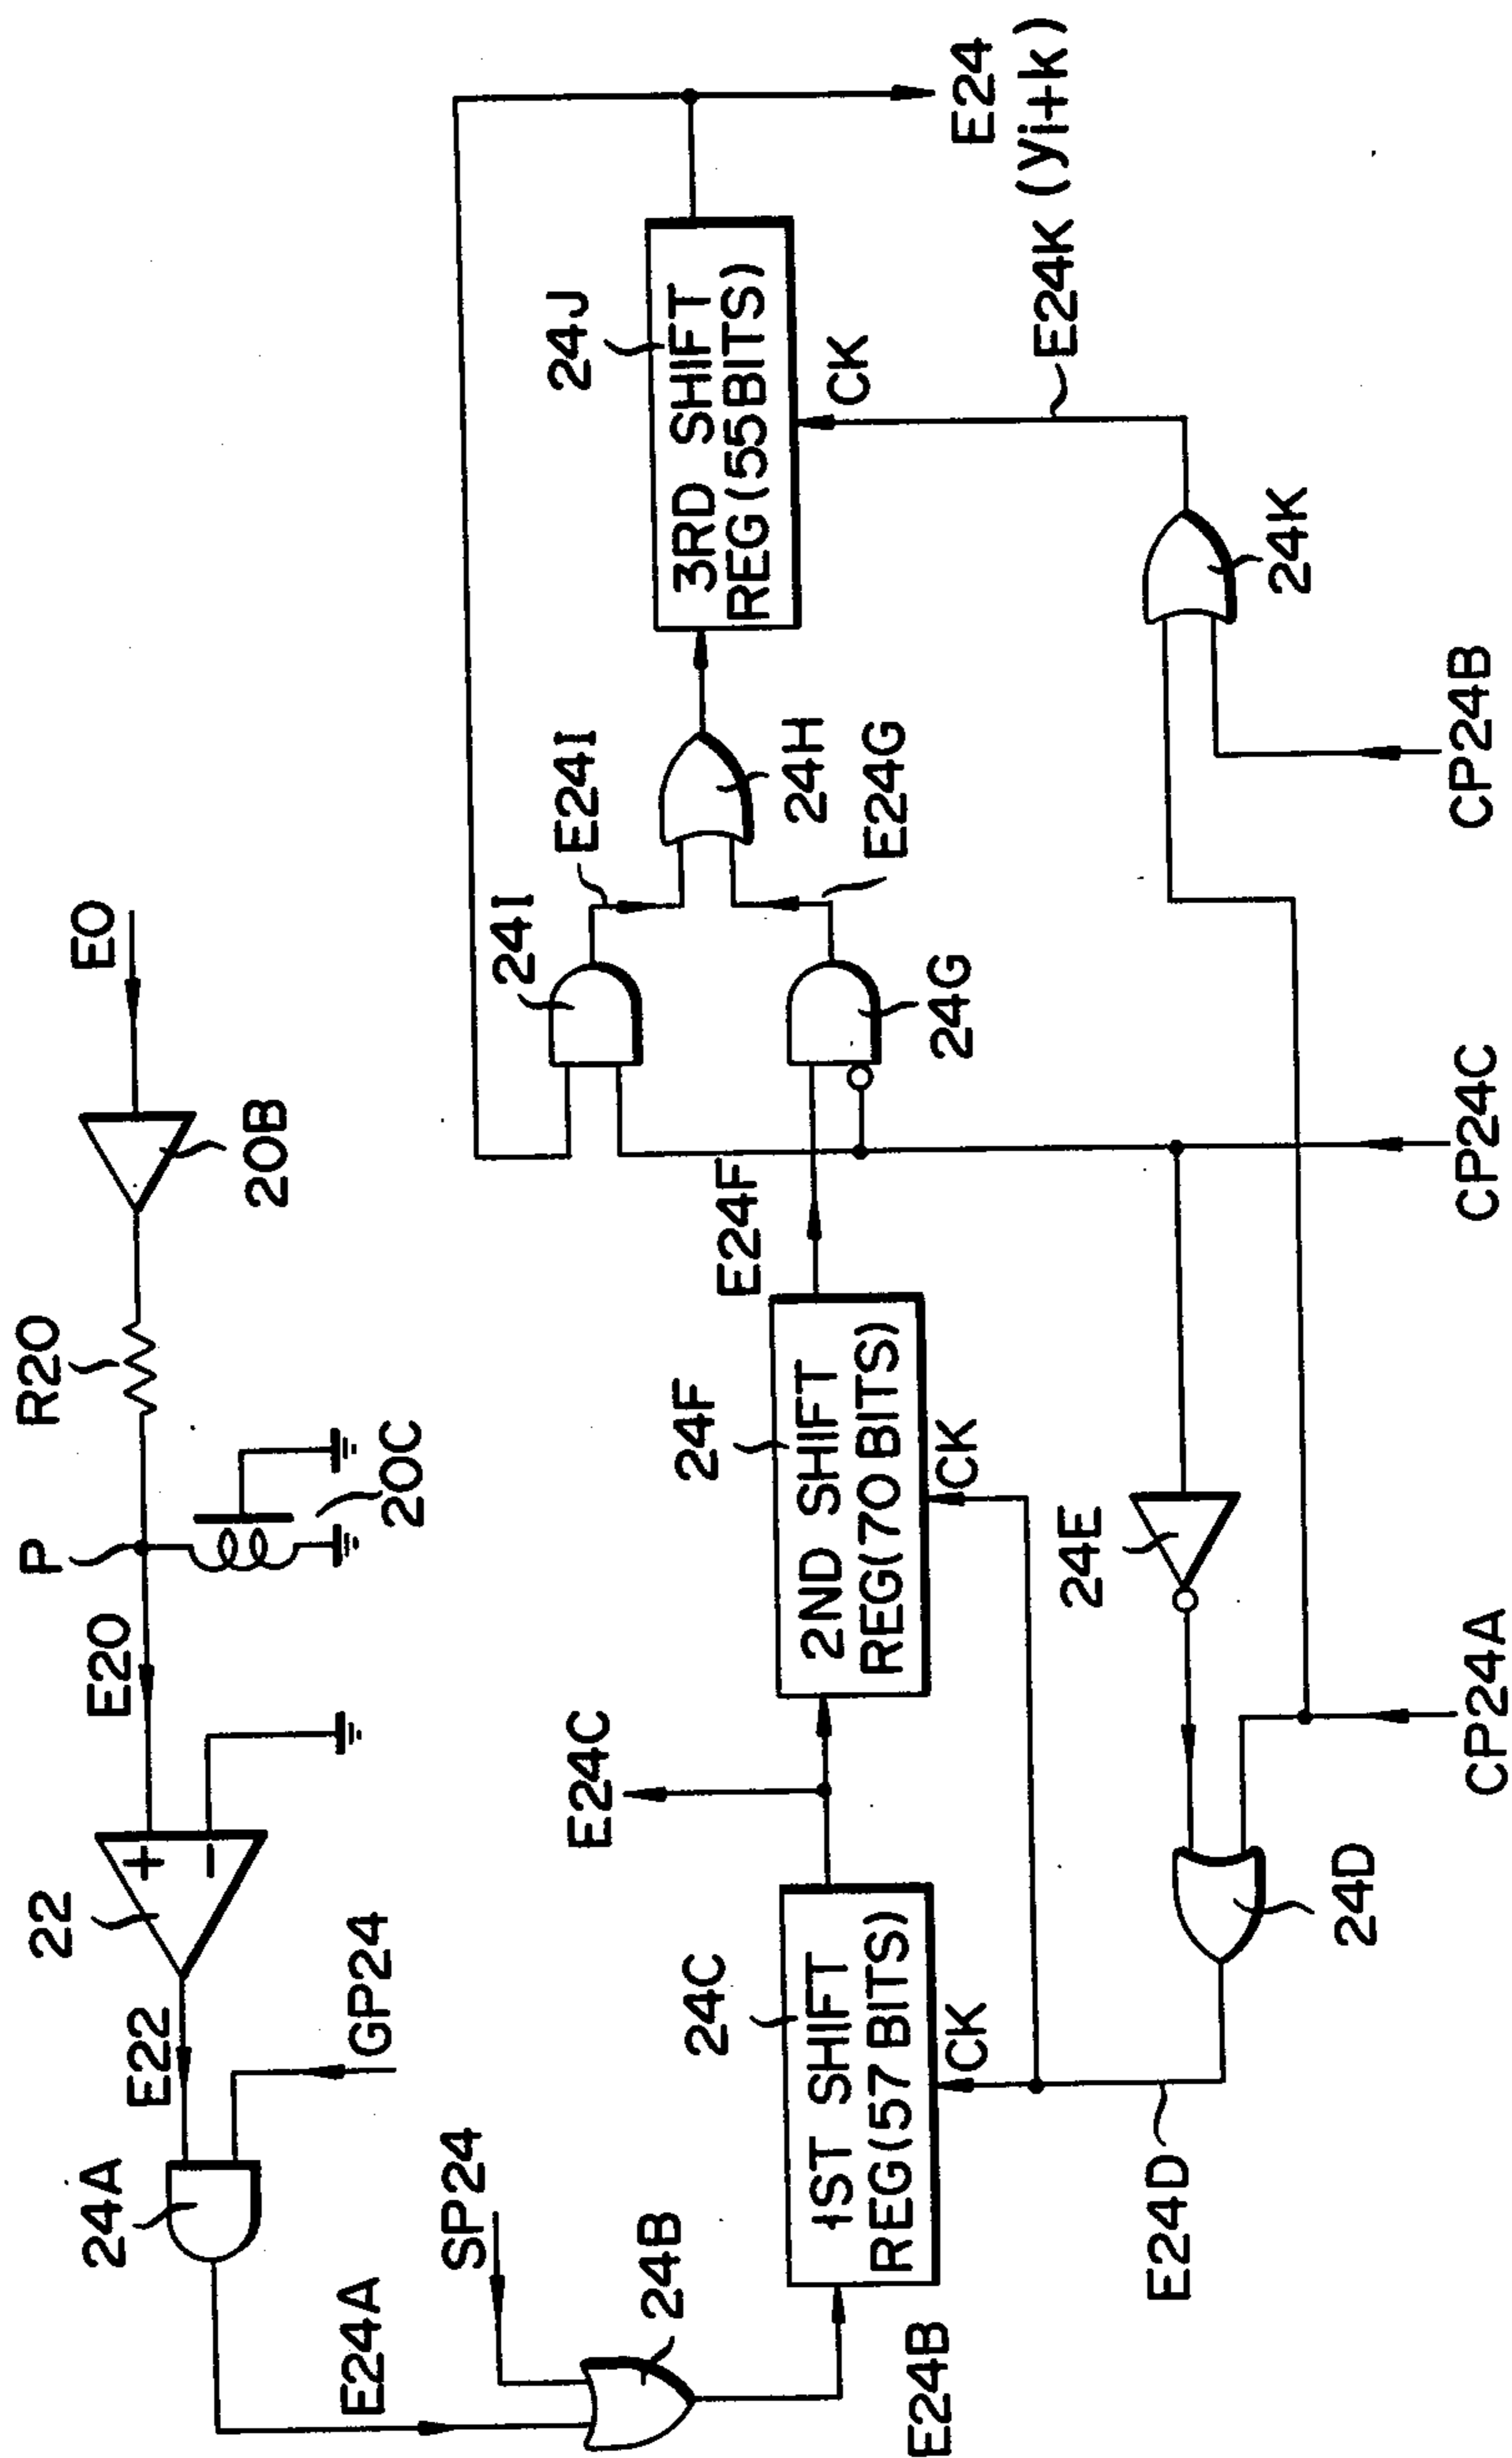 EO
20B
R20
P
20C
E20
22
E22
GP24
24A
E24A
SP24
24B
E24B
1ST SHIFT
REG(57 BITS)
24C
CK
E24C
2ND SHIFT
REG(70 BITS)
24F
CK
E24F
E24D
24D
24E
CP24A
CP24C
CP24B
24I
E24I
24G
E24G
24H
3RD SHIFT
REG(55BITS)
24J
CK
24K
E24K (yi+k)
E24
+
−